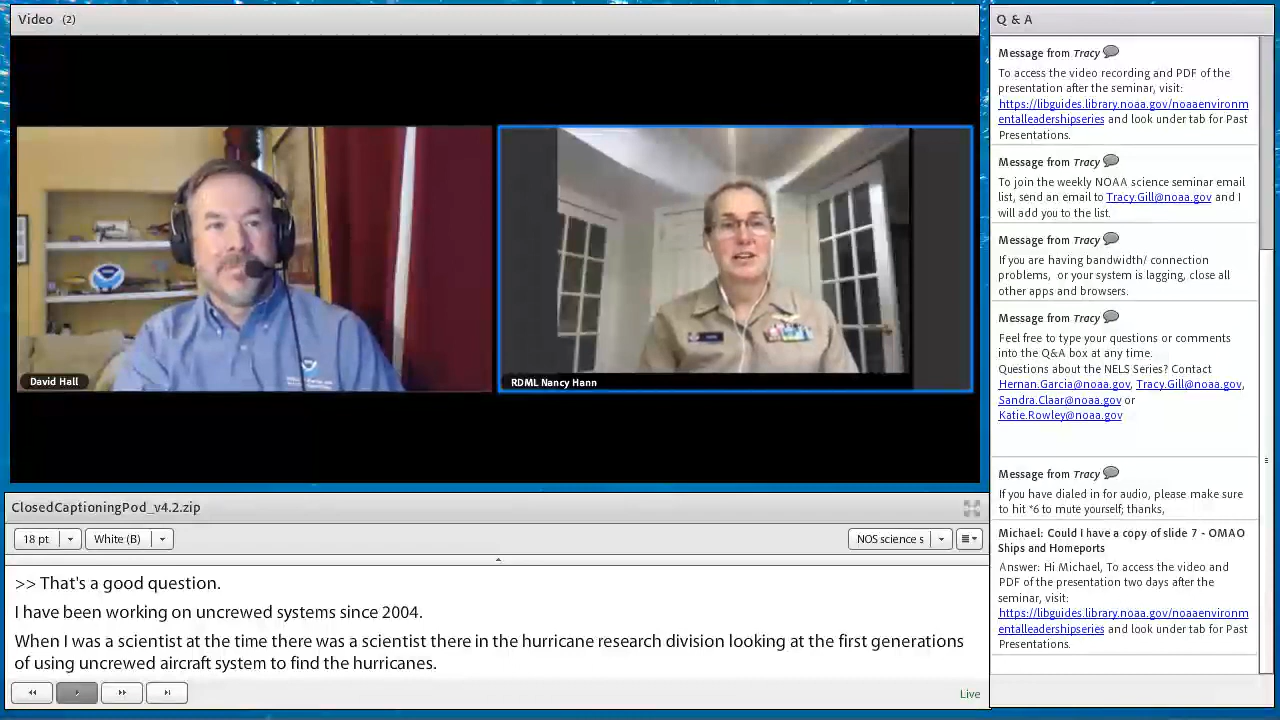 Video (2)
David Hall
RDML Nancy Hann
ClosedCaptioningPod_v4.2.zip
18 pt
White (B)
NOS science s
>> That's a good question.
I have been working on uncrewed systems since 2004.
When I was a scientist at the time there was scientist there in the hurricane research division looking at the first generations
of using uncrewed aircraft system to find the hurricanes.
Live
Q & A
Message from Tracy
To access the video recording and PDF of the
presentation after the seminar, visit:
https://libguides.library.noaa.gov/noaaenvironm
entalleadershipseries and look under tab for Past
Presentations.
Message from Tracy
To join the weekly NOAA science seminar email
list, send an email to Tracy.Gill@noaa.gov and I
will add you to the list.
Message from Tracy
If you are having bandwidth/ connection
problems, or your system is lagging, close all
other apps and browsers.
Message from Tracy
Feel free to type your questions or comments
into the Q&A box at any time.
Questions about the NELS Series? Contact
Hernan.Garcia@noaa.gov, Tracy.Gill@noaa.gov,
Sandra.Claar@noaa.gov or
Katie.Rowley@noaa.gov
Message from Tracy
If you have dialed in for audio, please make sure
to hit *6 to mute yourself; thanks,
Michael: Could I have a copy of slide 7 - OMAO
Ships and Homeports
Answer: Hi Michael, To access the video and
PDF of the presentation two days after the
seminar, visit:
https://libguides.library.noaa.gov/noaaenvironm
entalleadershipseries and look under tab for Past
Presentations.